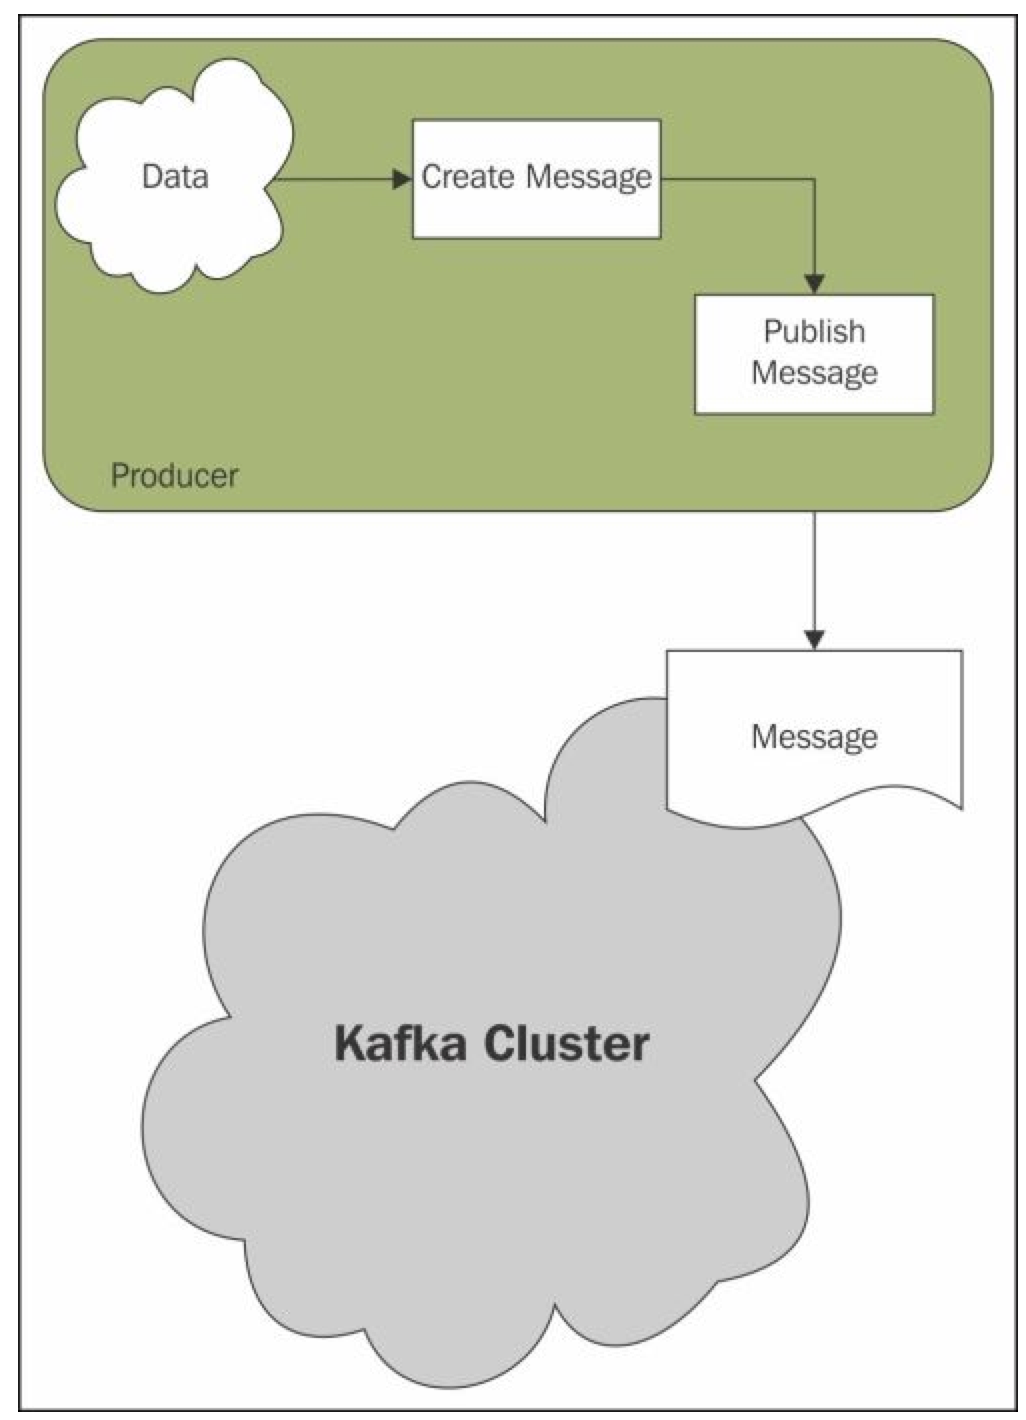 Data
Create Message
Publish
Message
Producer
Message
Kafka Cluster